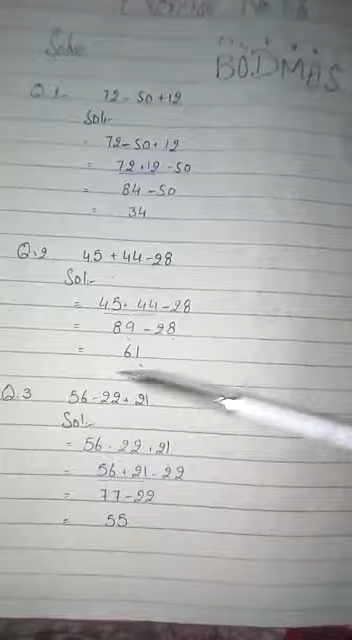 Exercise No
Solve
BODMAS
Q 1- 72-50+12
Sol:-
= 72-50+12
= 72+12-50
= 84-50
= 34
Q.2 45+44-28
Sol:-
= 45+44-28
= 89-28
= 61
Q.3 56-22+21
Sol:-
= 56-22+21
= 56+21-22
= 77-22
= 55